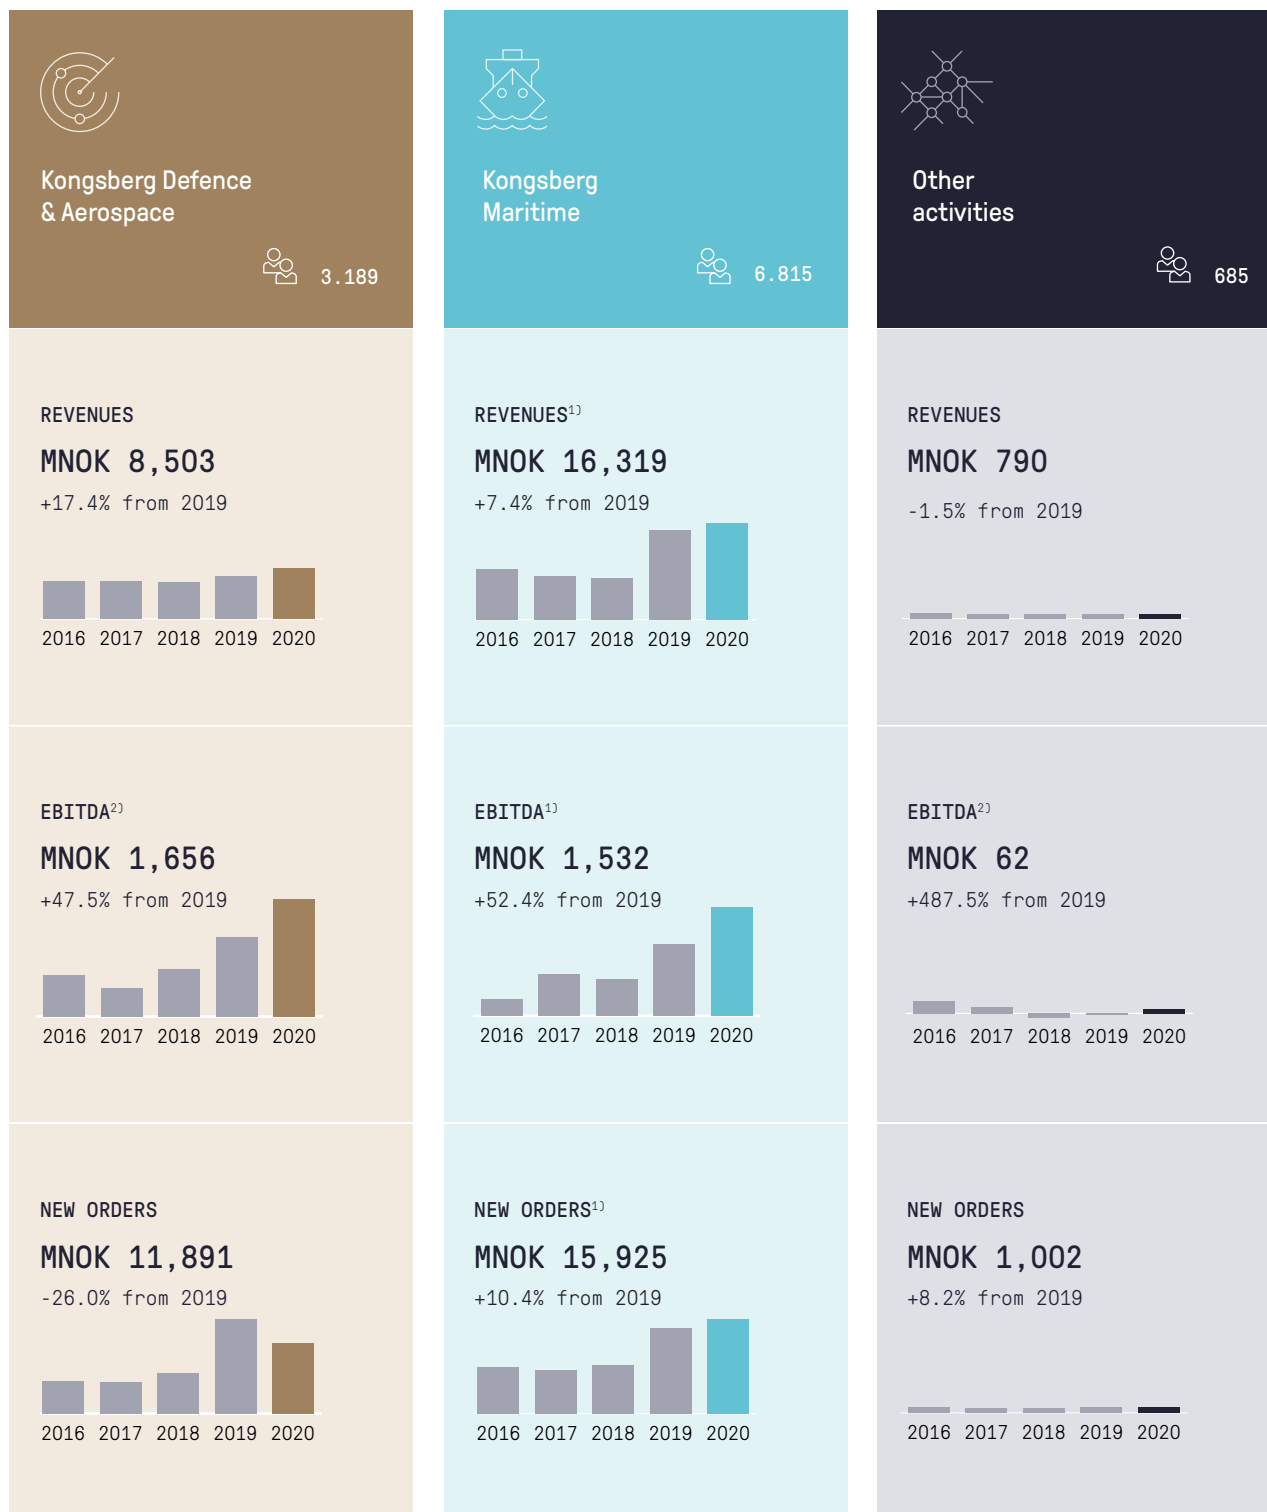 Kongsberg Defence
& Aerospace
3.189
REVENUES
MNOK 8,503
+17.4% from 2019
2016 2017 2018 2019 2020
EBITDA2)
MNOK 1,656
+47.5% from 2019
2016 2017 2018 2019 2020
NEW ORDERS
MNOK 11,891
-26.0% from 2019
2016 2017 2018 2019 2020
Kongsberg
Maritime
6.815
REVENUES1)
MNOK 16,319
+7.4% from 2019
2016 2017 2018 2019 2020
EBITDA1)
MNOK 1,532
+52.4% from 2019
2016 2017 2018 2019 2020
NEW ORDERS1)
MNOK 15,925
+10.4% from 2019
2016 2017 2018 2019 2020
Other
activities
685
REVENUES
MNOK 790
-1.5% from 2019
2016 2017 2018 2019 2020
EBITDA2)
MNOK 62
+487.5% from 2019
2016 2017 2018 2019 2020
NEW ORDERS
MNOK 1,002
+8.2% from 2019
2016 2017 2018 2019 2020